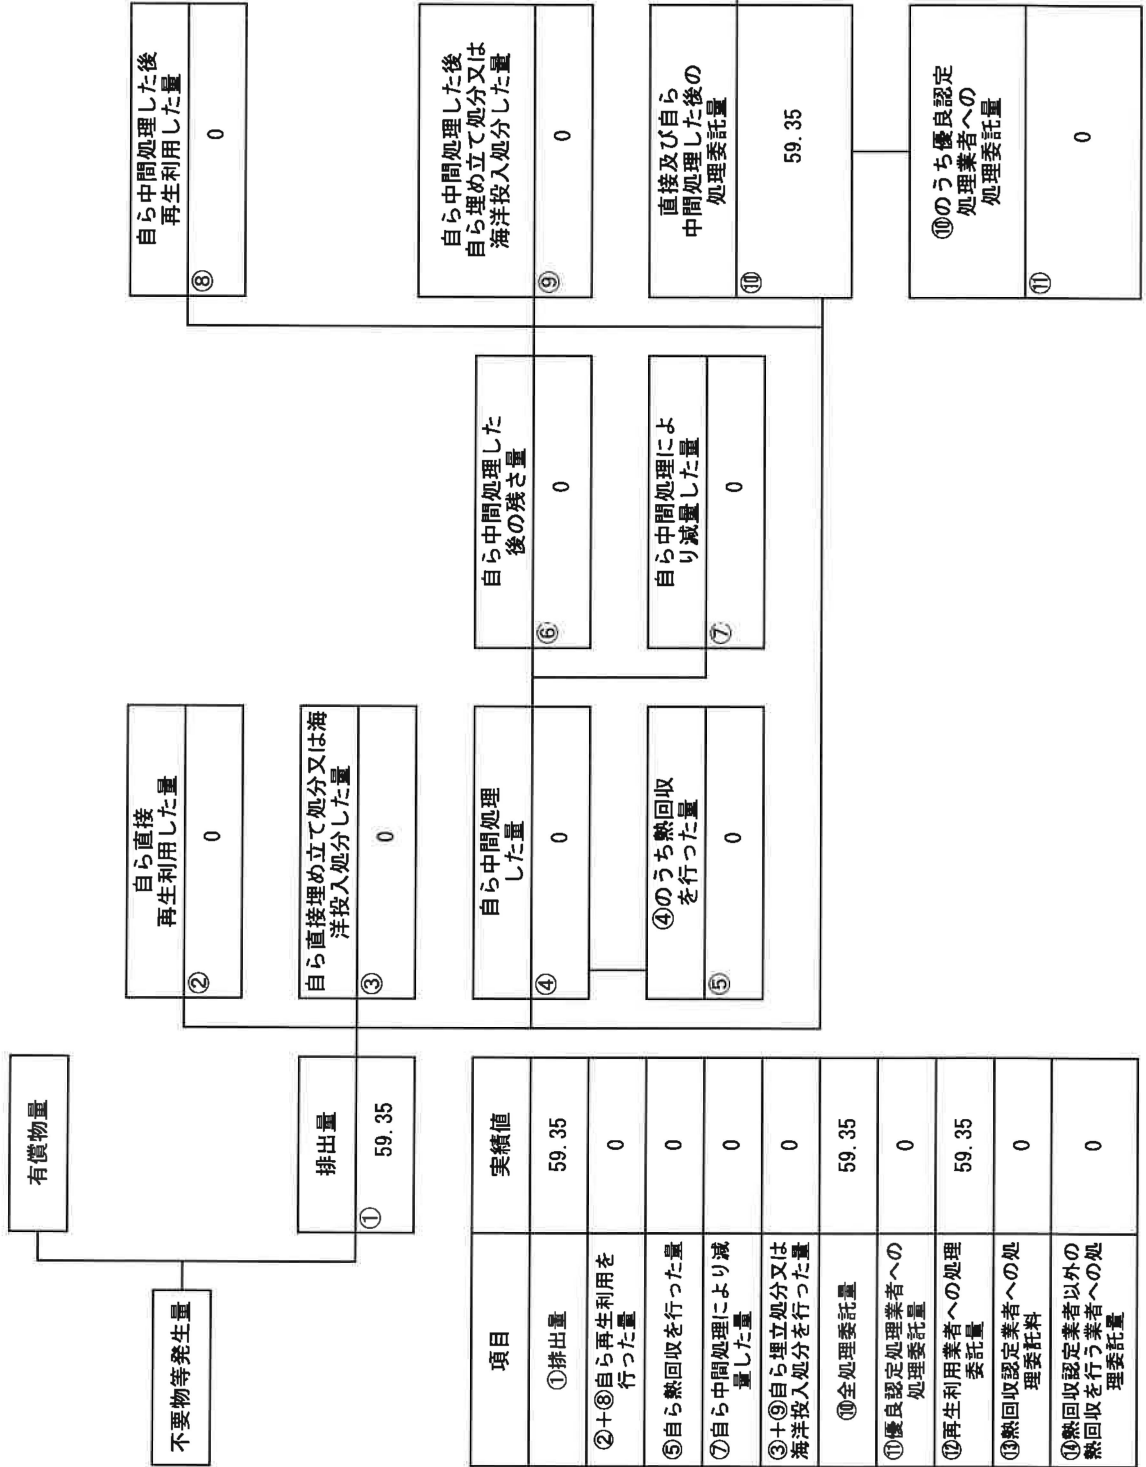 不要物等発生量
有償物量
排出量
①
59.35
自ら直接
再生利用した量
②
0
自ら直接埋め立て処分又は海
洋投入処分した量
③
0
自ら中間処理
した量
④
0
④のうち熱回収
を行った量
⑤
0
自ら中間処理した
後の残さ量
⑥
0
自ら中間処理によ
り減量した量
⑦
0
自ら中間処理した後
再生利用した量
⑧
0
自ら中間処理した後
自ら埋め立て処分又は
海洋投入処分した量
⑨
0
直接及び自ら
中間処理した後の
処理委託量
⑩
59.35
⑩のうち優良認定
処理業者への
処理委託量
⑪
0
項目 実績値
①排出量 59.35
②+⑧自ら再生利用を
行った量 0
⑤自ら熱回収を行った量 0
⑦自ら中間処理により減
量した量 0
③+⑨自ら埋立処分又は
海洋投入処分を行った量 0
⑩全処理委託量 59.35
⑪優良認定処理業者への
処理委託量 0
⑫再生利用業者への処理
委託量 59.35
⑬熱回収認定業者への処
理委託料 0
⑭熱回収認定業者以外の
熱回収を行う業者への処
理委託量 0